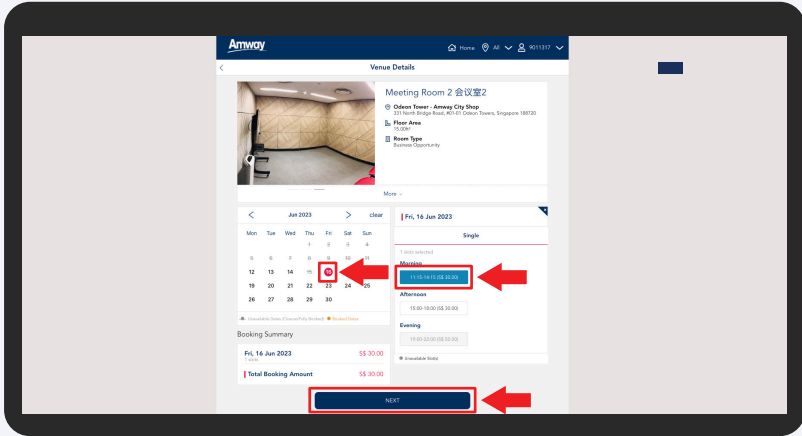 Amway
Home All 9011317
Venue Details
Meeting Room 2 会议室2
Odeon Tower - Amway City Shop
331 North Bridge Road, #01-01 Odeon Towers, Singapore 188720
Floor Area
15.00M²
Room Type
Business Opportunity
More
Jun 2023 clear
Mon Tue Wed Thu Fri Sat Sun
1 2 3 4
5 6 7 8 9 10 11
12 13 14 15 16
19 20 21 22 23 24 25
26 27 28 29 30
Unavailable Dates (Closed/Fully Booked) Booked Dates
Fri, 16 Jun 2023
Single
1 slots selected
Morning
11:15-14:15 (S$ 30.00)
Afternoon
15:00-18:00 (S$ 30.00)
Evening
19:00-22:00 (S$ 50.00)
Unavailable Slot(s)
Booking Summary
Fri, 16 Jun 2023 S$ 30.00
1 slots
Total Booking Amount S$ 30.00
NEXT